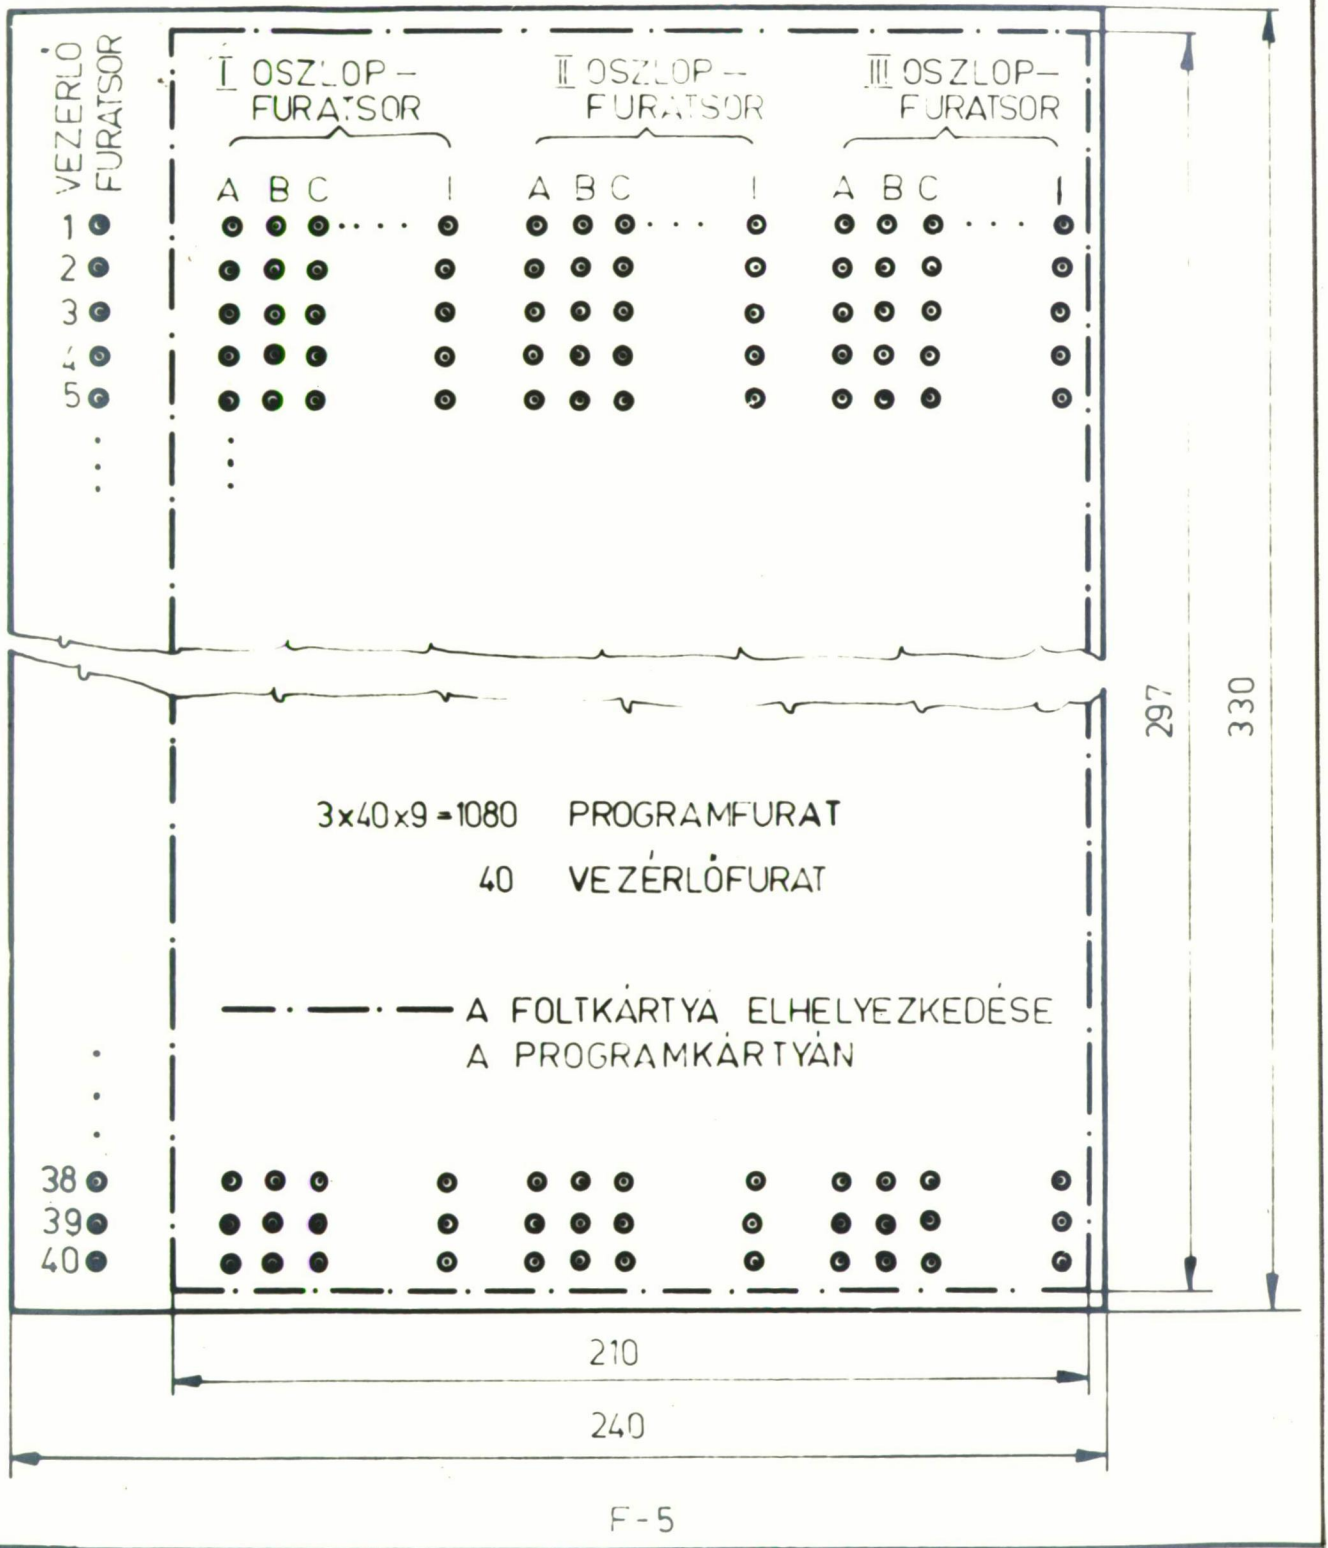 VEZERLŐ
FURATSOR
I OSZLOP-
FURATSOR
II OSZLOP-
FURATSOR
III OSZLOP-
FURATSOR
A B C .... I A B C .... I A B C .... I
1
2
3
4
5
297
330
3x40x9=1080 PROGRAMFURAT
40 VEZÉRLŐFURAT
A FOLTKÁRTYA ELHELYEZKEDÉSE
A PROGRAMKÁRTYÁN
38
39
40
210
240
F-5